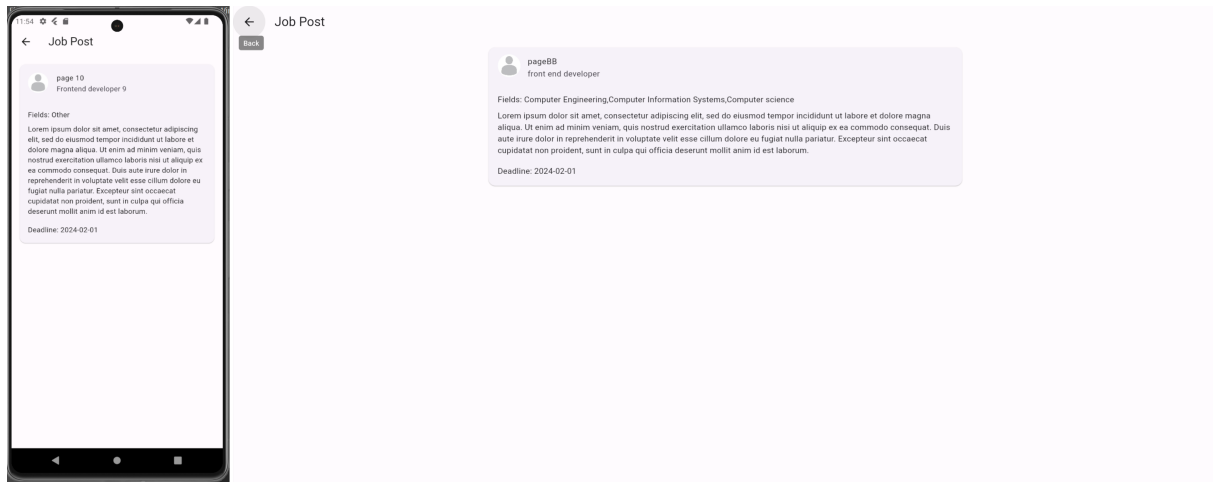 11:54
Job Post
page 10
Frontend developer 9
Fields: Other
Lorem ipsum dolor sit amet, consectetur adipiscing
elit, sed do eiusmod tempor incididunt ut labore et
dolore magna aliqua. Ut enim ad minim veniam, quis
nostrud exercitation ullamco laboris nisi ut aliquip ex
ea commodo consequat. Duis aute irure dolor in
reprehenderit in voluptate velit esse cillum dolore eu
fugiat nulla pariatur. Excepteur sint occaecat
cupidatat non proident, sunt in culpa qui officia
deserunt mollit anim id est laborum.
Deadline: 2024-02-01
Job Post
Back
pageBB
front end developer
Fields: Computer Engineering,Computer Information Systems,Computer science
Lorem ipsum dolor sit amet, consectetur adipiscing elit, sed do eiusmod tempor incididunt ut labore et dolore magna
aliqua. Ut enim ad minim veniam, quis nostrud exercitation ullamco laboris nisi ut aliquip ex ea commodo consequat. Duis
aute irure dolor in reprehenderit in voluptate velit esse cillum dolore eu fugiat nulla pariatur. Excepteur sint occaecat
cupidatat non proident, sunt in culpa qui officia deserunt mollit anim id est laborum.
Deadline: 2024-02-01